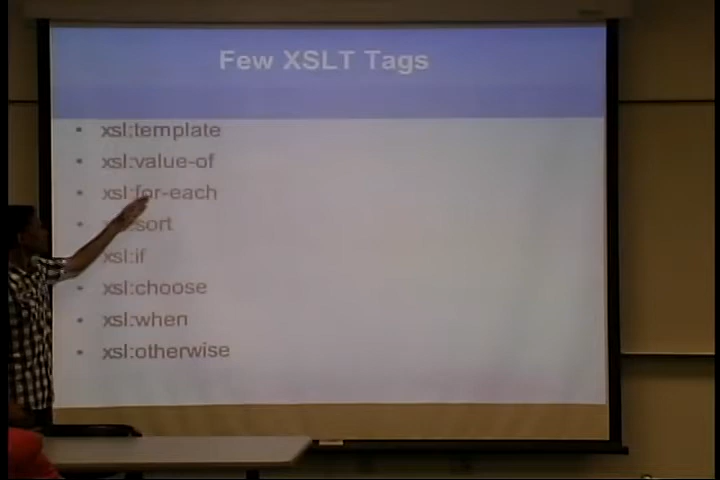 Few XSLT Tags
• xsl:template
• xsl:value-of
• xsl:for-each
• xsl:sort
• xsl:if
• xsl:choose
• xsl:when
• xsl:otherwise